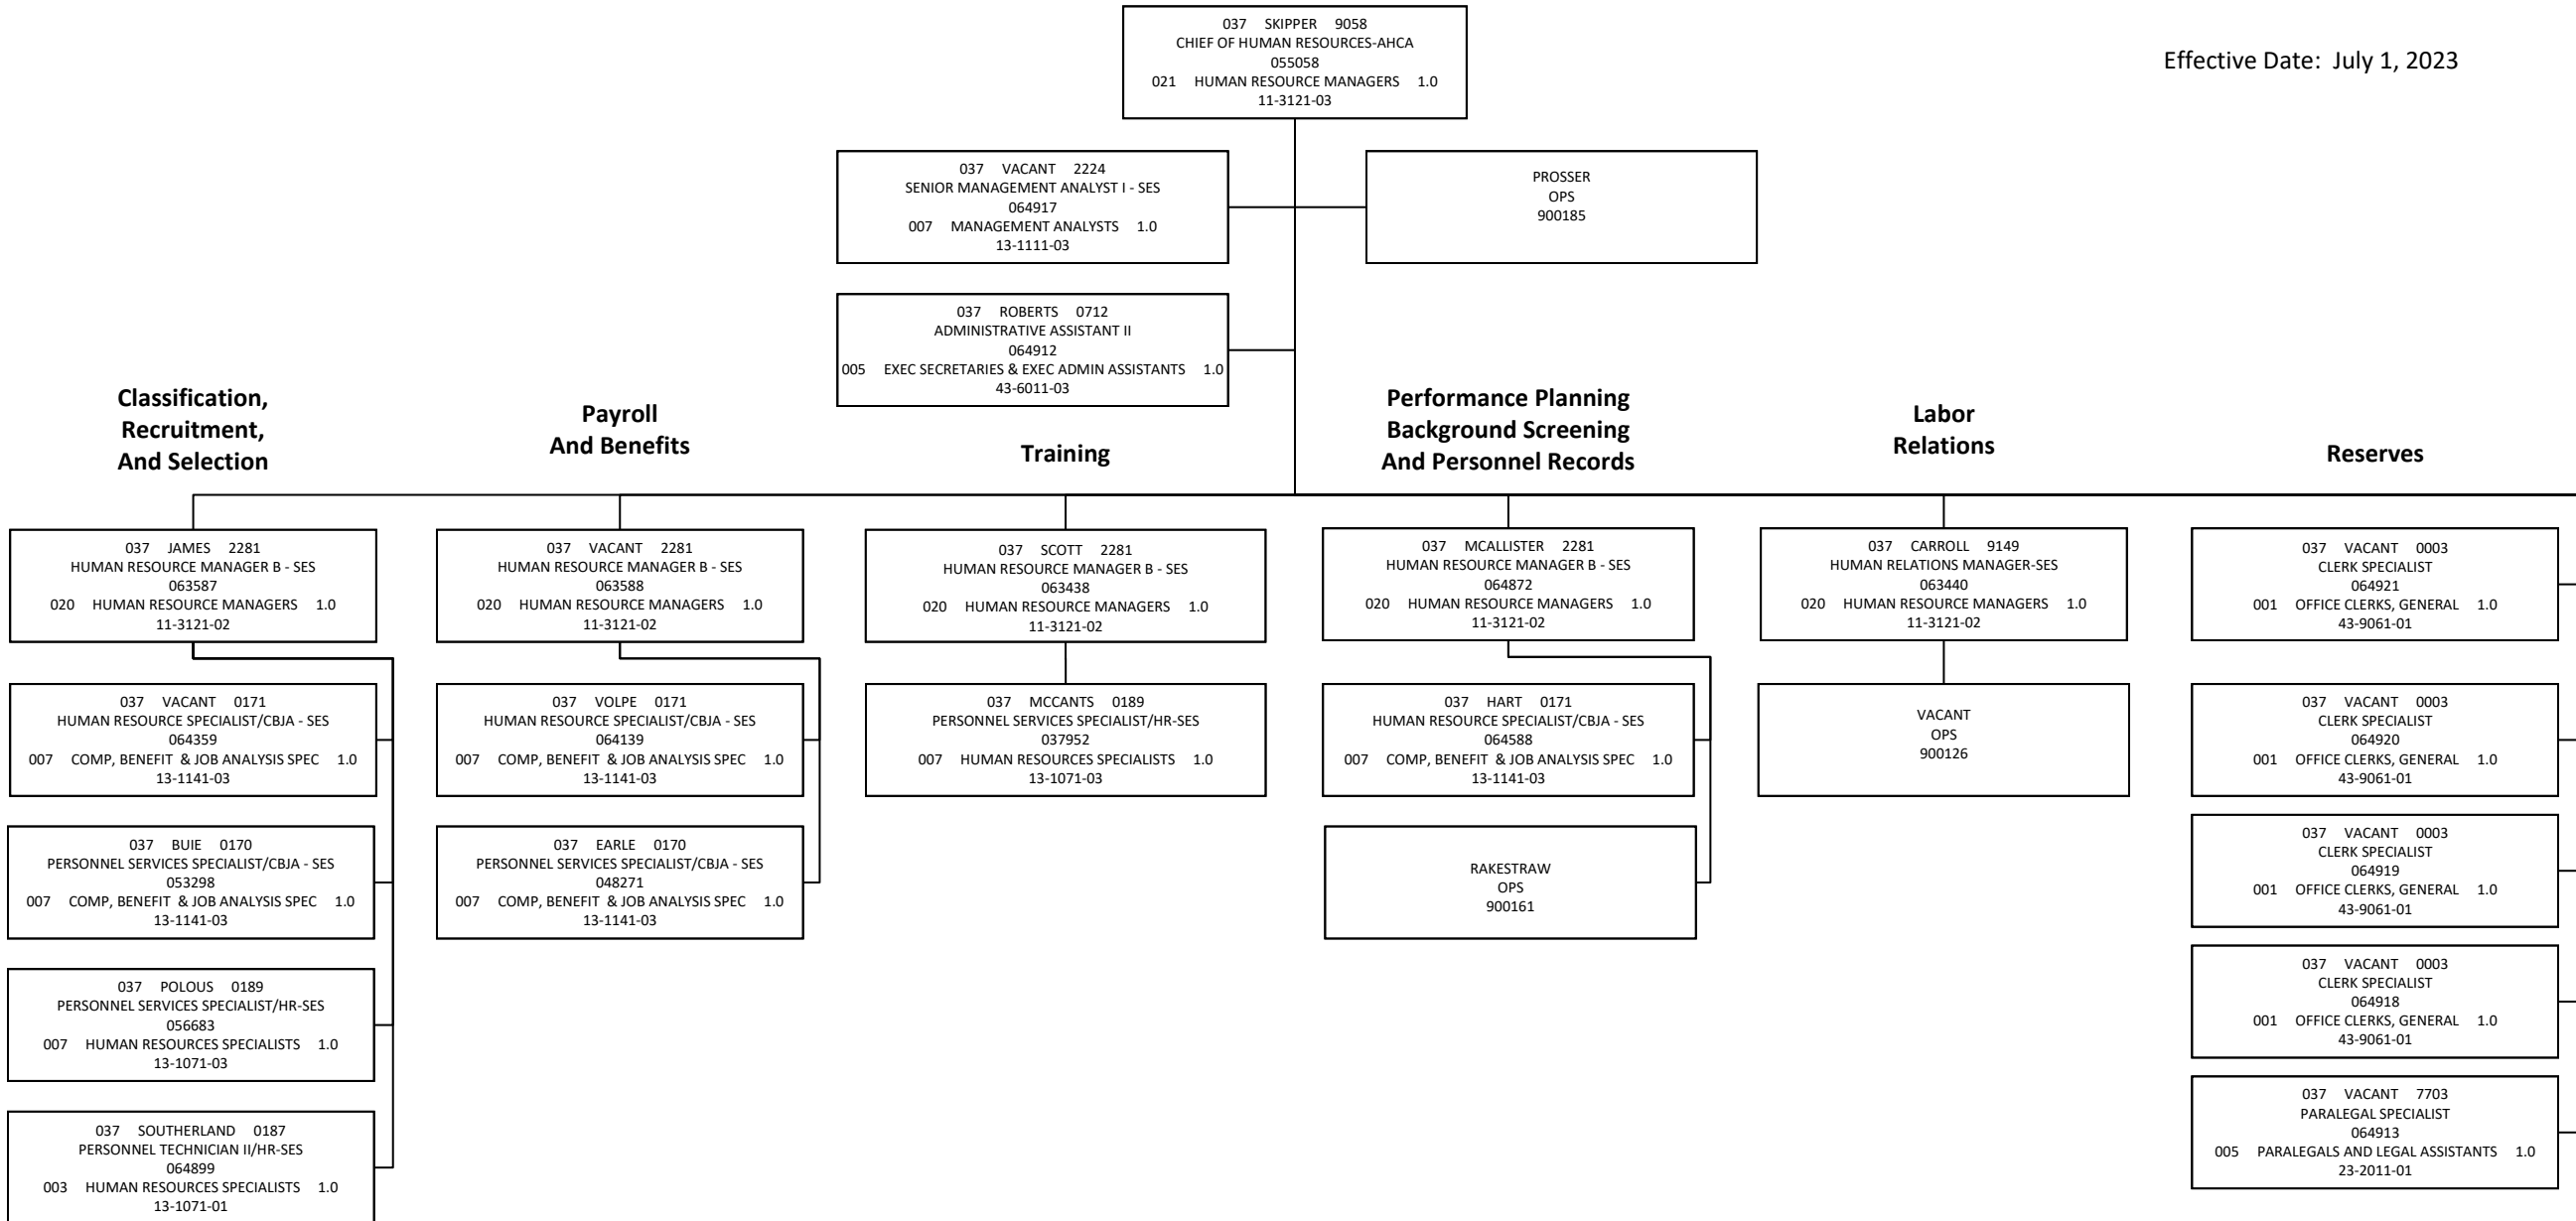 037 SKIPPER 9058
CHIEF OF HUMAN RESOURCES-AHCA
055058
021 HUMAN RESOURCE MANAGERS 1.0
11-3121-03
Effective Date: July 1, 2023
037 VACANT 2224
SENIOR MANAGEMENT ANALYST I - SES
064917
007 MANAGEMENT ANALYSTS 1.0
13-1111-03
PROSSER
OPS
900185
037 ROBERTS 0712
ADMINISTRATIVE ASSISTANT II
064912
005 EXEC SECRETARIES & EXEC ADMIN ASSISTANTS 1.0
43-6011-03
Classification,
Recruitment,
And Selection
037 JAMES 2281
HUMAN RESOURCE MANAGER B - SES
063587
020 HUMAN RESOURCE MANAGERS 1.0
11-3121-02
037 VACANT 0171
HUMAN RESOURCE SPECIALIST/CBJA - SES
064359
007 COMP, BENEFIT & JOB ANALYSIS SPEC 1.0
13-1141-03
037 BUIE 0170
PERSONNEL SERVICES SPECIALIST/CBJA - SES
053298
007 COMP, BENEFIT & JOB ANALYSIS SPEC 1.0
13-1141-03
037 POLOUS 0189
PERSONNEL SERVICES SPECIALIST/HR-SES
056683
007 HUMAN RESOURCES SPECIALISTS 1.0
13-1071-03
037 SOUTHERLAND 0187
PERSONNEL TECHNICIAN II/HR-SES
064899
003 HUMAN RESOURCES SPECIALISTS 1.0
13-1071-01
Payroll
And Benefits
037 VACANT 2281
HUMAN RESOURCE MANAGER B - SES
063588
020 HUMAN RESOURCE MANAGERS 1.0
11-3121-02
037 VOLPE 0171
HUMAN RESOURCE SPECIALIST/CBJA - SES
064139
007 COMP, BENEFIT & JOB ANALYSIS SPEC 1.0
13-1141-03
037 EARLE 0170
PERSONNEL SERVICES SPECIALIST/CBJA - SES
048271
007 COMP, BENEFIT & JOB ANALYSIS SPEC 1.0
13-1141-03
Training
037 SCOTT 2281
HUMAN RESOURCE MANAGER B - SES
063438
020 HUMAN RESOURCE MANAGERS 1.0
11-3121-02
037 MCCANTS 0189
PERSONNEL SERVICES SPECIALIST/HR-SES
037952
007 HUMAN RESOURCES SPECIALISTS 1.0
13-1071-03
Performance Planning
Background Screening
And Personnel Records
037 MCALLISTER 2281
HUMAN RESOURCE MANAGER B - SES
064872
020 HUMAN RESOURCE MANAGERS 1.0
11-3121-02
037 HART 0171
HUMAN RESOURCE SPECIALIST/CBJA - SES
064588
007 COMP, BENEFIT & JOB ANALYSIS SPEC 1.0
13-1141-03
RAKESTRAW
OPS
900161
Labor
Relations
037 CARROLL 9149
HUMAN RELATIONS MANAGER-SES
063440
020 HUMAN RESOURCE MANAGERS 1.0
11-3121-02
VACANT
OPS
900126
Reserves
037 VACANT 0003
CLERK SPECIALIST
064921
001 OFFICE CLERKS, GENERAL 1.0
43-9061-01
037 VACANT 0003
CLERK SPECIALIST
064920
001 OFFICE CLERKS, GENERAL 1.0
43-9061-01
037 VACANT 0003
CLERK SPECIALIST
064919
001 OFFICE CLERKS, GENERAL 1.0
43-9061-01
037 VACANT 0003
CLERK SPECIALIST
064918
001 OFFICE CLERKS, GENERAL 1.0
43-9061-01
037 VACANT 7703
PARALEGAL SPECIALIST
064913
005 PARALEGALS AND LEGAL ASSISTANTS 1.0
23-2011-01